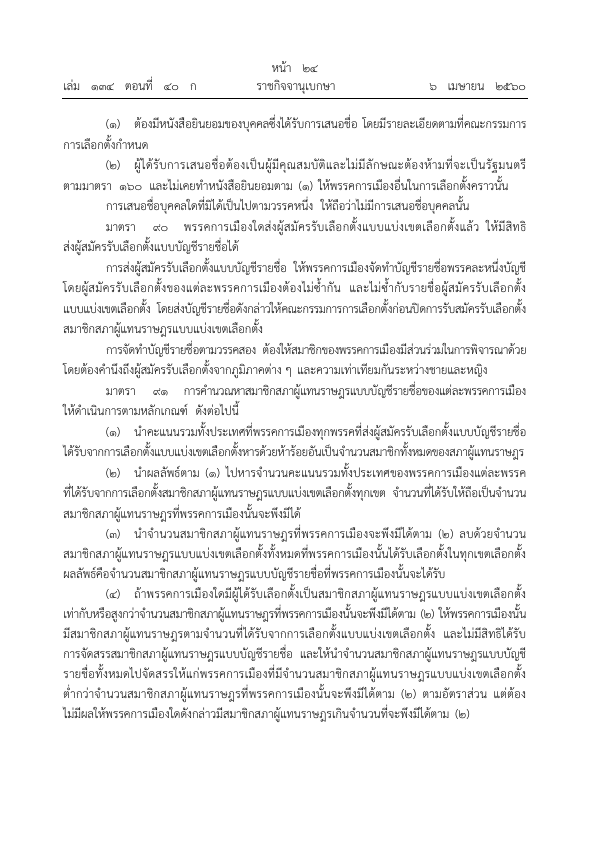 หน้า ๒๔
เล่ม ๑๓๔ ตอนที่ ๔๐ ก ราชกิจจานุเบกษา ๖ เมษายน ๒๕๖๐
(๑) ต้องมีหนังสือยินยอมของบุคคลซึ่งได้รับการเสนอชื่อ โดยมีรายละเอียดตามที่คณะกรรมการ
การเลือกตั้งกำหนด
(๒) ผู้ได้รับการเสนอชื่อต้องเป็นผู้มีคุณสมบัติและไม่มีลักษณะต้องห้ามที่จะเป็นรัฐมนตรี
ตามมาตรา ๑๖๐ และไม่เคยทำหนังสือยินยอมตาม (๑) ให้พรรคการเมืองอื่นในการเลือกตั้งคราวนั้น
การเสนอชื่อบุคคลใดที่มิได้เป็นไปตามวรรคหนึ่ง ให้ถือว่าไม่มีการเสนอชื่อบุคคลนั้น
มาตรา ๙๐ พรรคการเมืองใดส่งผู้สมัครรับเลือกตั้งแบบแบ่งเขตเลือกตั้งแล้ว ให้มีสิทธิ
ส่งผู้สมัครรับเลือกตั้งแบบบัญชีรายชื่อได้
การส่งผู้สมัครรับเลือกตั้งแบบบัญชีรายชื่อ ให้พรรคการเมืองจัดทำบัญชีรายชื่อพรรคละหนึ่งบัญชี
โดยผู้สมัครรับเลือกตั้งของแต่ละพรรคการเมืองต้องไม่ซ้ำกัน และไม่ซ้ำกับรายชื่อผู้สมัครรับเลือกตั้ง
แบบแบ่งเขตเลือกตั้ง โดยส่งบัญชีรายชื่อดังกล่าวให้คณะกรรมการการเลือกตั้งก่อนปิดการรับสมัครรับเลือกตั้ง
สมาชิกสภาผู้แทนราษฎรแบบแบ่งเขตเลือกตั้ง
การจัดทำบัญชีรายชื่อตามวรรคสอง ต้องให้สมาชิกของพรรคการเมืองมีส่วนร่วมในการพิจารณาด้วย
โดยต้องคำนึงถึงผู้สมัครรับเลือกตั้งจากภูมิภาคต่าง ๆ และความเท่าเทียมกันระหว่างชายและหญิง
มาตรา ๙๑ การคำนวณหาสมาชิกสภาผู้แทนราษฎรแบบบัญชีรายชื่อของแต่ละพรรคการเมือง
ให้ดำเนินการตามหลักเกณฑ์ ดังต่อไปนี้
(๑) นำคะแนนรวมทั้งประเทศที่พรรคการเมืองทุกพรรคที่ส่งผู้สมัครรับเลือกตั้งแบบบัญชีรายชื่อ
ได้รับจากการเลือกตั้งแบบแบ่งเขตเลือกตั้งหารด้วยห้าร้อยอันเป็นจำนวนสมาชิกทั้งหมดของสภาผู้แทนราษฎร
(๒) นำผลลัพธ์ตาม (๑) ไปหารจำนวนคะแนนรวมทั้งประเทศของพรรคการเมืองแต่ละพรรค
ที่ได้รับจากการเลือกตั้งสมาชิกสภาผู้แทนราษฎรแบบแบ่งเขตเลือกตั้งทุกเขต จำนวนที่ได้รับให้ถือเป็นจำนวน
สมาชิกสภาผู้แทนราษฎรที่พรรคการเมืองนั้นจะพึงมีได้
(๓) นำจำนวนสมาชิกสภาผู้แทนราษฎรที่พรรคการเมืองจะพึงมีได้ตาม (๒) ลบด้วยจำนวน
สมาชิกสภาผู้แทนราษฎรแบบแบ่งเขตเลือกตั้งทั้งหมดที่พรรคการเมืองนั้นได้รับเลือกตั้งในทุกเขตเลือกตั้ง
ผลลัพธ์คือจำนวนสมาชิกสภาผู้แทนราษฎรแบบบัญชีรายชื่อที่พรรคการเมืองนั้นจะได้รับ
(๔) ถ้าพรรคการเมืองใดมีผู้ได้รับเลือกตั้งเป็นสมาชิกสภาผู้แทนราษฎรแบบแบ่งเขตเลือกตั้ง
เท่ากับหรือสูงกว่าจำนวนสมาชิกสภาผู้แทนราษฎรที่พรรคการเมืองนั้นจะพึงมีได้ตาม (๒) ให้พรรคการเมืองนั้น
มีสมาชิกสภาผู้แทนราษฎรตามจำนวนที่ได้รับจากการเลือกตั้งแบบแบ่งเขตเลือกตั้ง และไม่มีสิทธิได้รับ
การจัดสรรสมาชิกสภาผู้แทนราษฎรแบบบัญชีรายชื่อ และให้นำจำนวนสมาชิกสภาผู้แทนราษฎรแบบบัญชี
รายชื่อทั้งหมดไปจัดสรรให้แก่พรรคการเมืองที่มีจำนวนสมาชิกสภาผู้แทนราษฎรแบบแบ่งเขตเลือกตั้ง
ต่ำกว่าจำนวนสมาชิกสภาผู้แทนราษฎรที่พรรคการเมืองนั้นจะพึงมีได้ตาม (๒) ตามอัตราส่วน แต่ต้อง
ไม่มีผลให้พรรคการเมืองใดดังกล่าวมีสมาชิกสภาผู้แทนราษฎรเกินจำนวนที่จะพึงมีได้ตาม (๒)